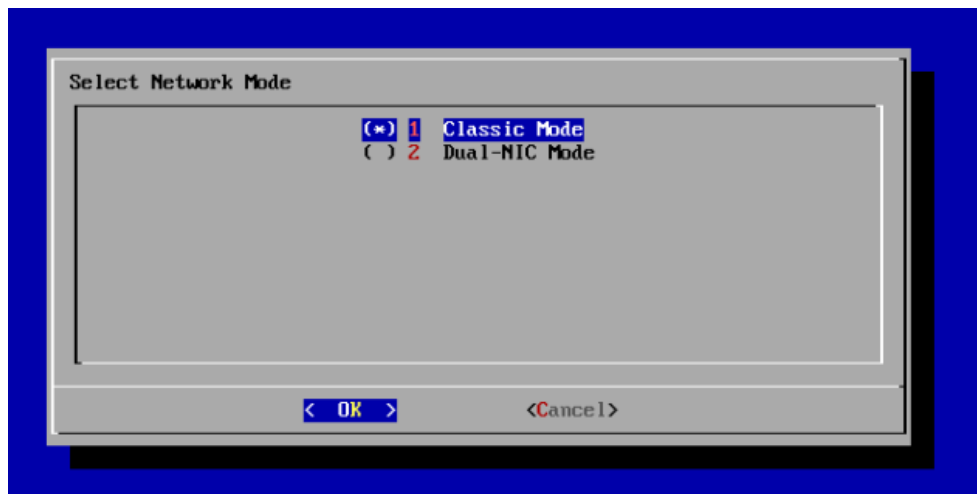 Select Network Mode
(*) 1 Classic Mode
( ) 2 Dual-NIC Mode
< OK > <Cancel>